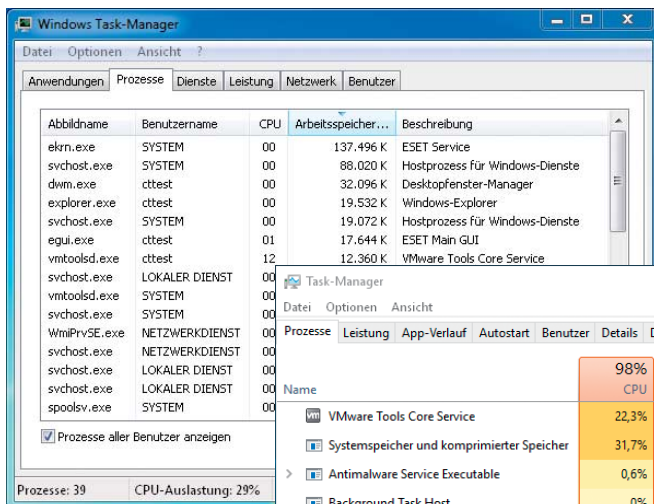 Windows Task-Manager
Datei Optionen Ansicht ?
Anwendungen Prozesse Dienste Leistung Netzwerk Benutzer
Abbildname Benutzername CPU Arbeitsspeicher... Beschreibung
ekrn.exe SYSTEM 00 137.496 K ESET Service
svchost.exe SYSTEM 00 88.020 K Hostprozess für Windows-Dienste
dwm.exe cttest 00 32.096 K Desktopfenster-Manager
explorer.exe cttest 00 19.532 K Windows-Explorer
svchost.exe SYSTEM 00 19.072 K Hostprozess für Windows-Dienste
egui.exe cttest 01 17.644 K ESET Main GUI
vmtoolsd.exe cttest 12 12.360 K VMware Tools Core Service
svchost.exe LOKALER DIENST 00
vmtoolsd.exe SYSTEM 00
svchost.exe SYSTEM 00
WmiPrvSE.exe NETZWERKDIENST 00
svchost.exe NETZWERKDIENST 00
svchost.exe LOKALER DIENST 00
svchost.exe LOKALER DIENST 00
spoolsv.exe SYSTEM 00
Prozesse aller Benutzer anzeigen
Prozesse: 39 CPU-Auslastung: 29%
Task-Manager
Datei Optionen Ansicht
Prozesse Leistung App-Verlauf Autostart Benutzer Details
98%
Name CPU
VMware Tools Core Service 22,3%
Systemspeicher und komprimierter Speicher 31,7%
Antimalware Service Executable 0,6%
Background Task Host 0%